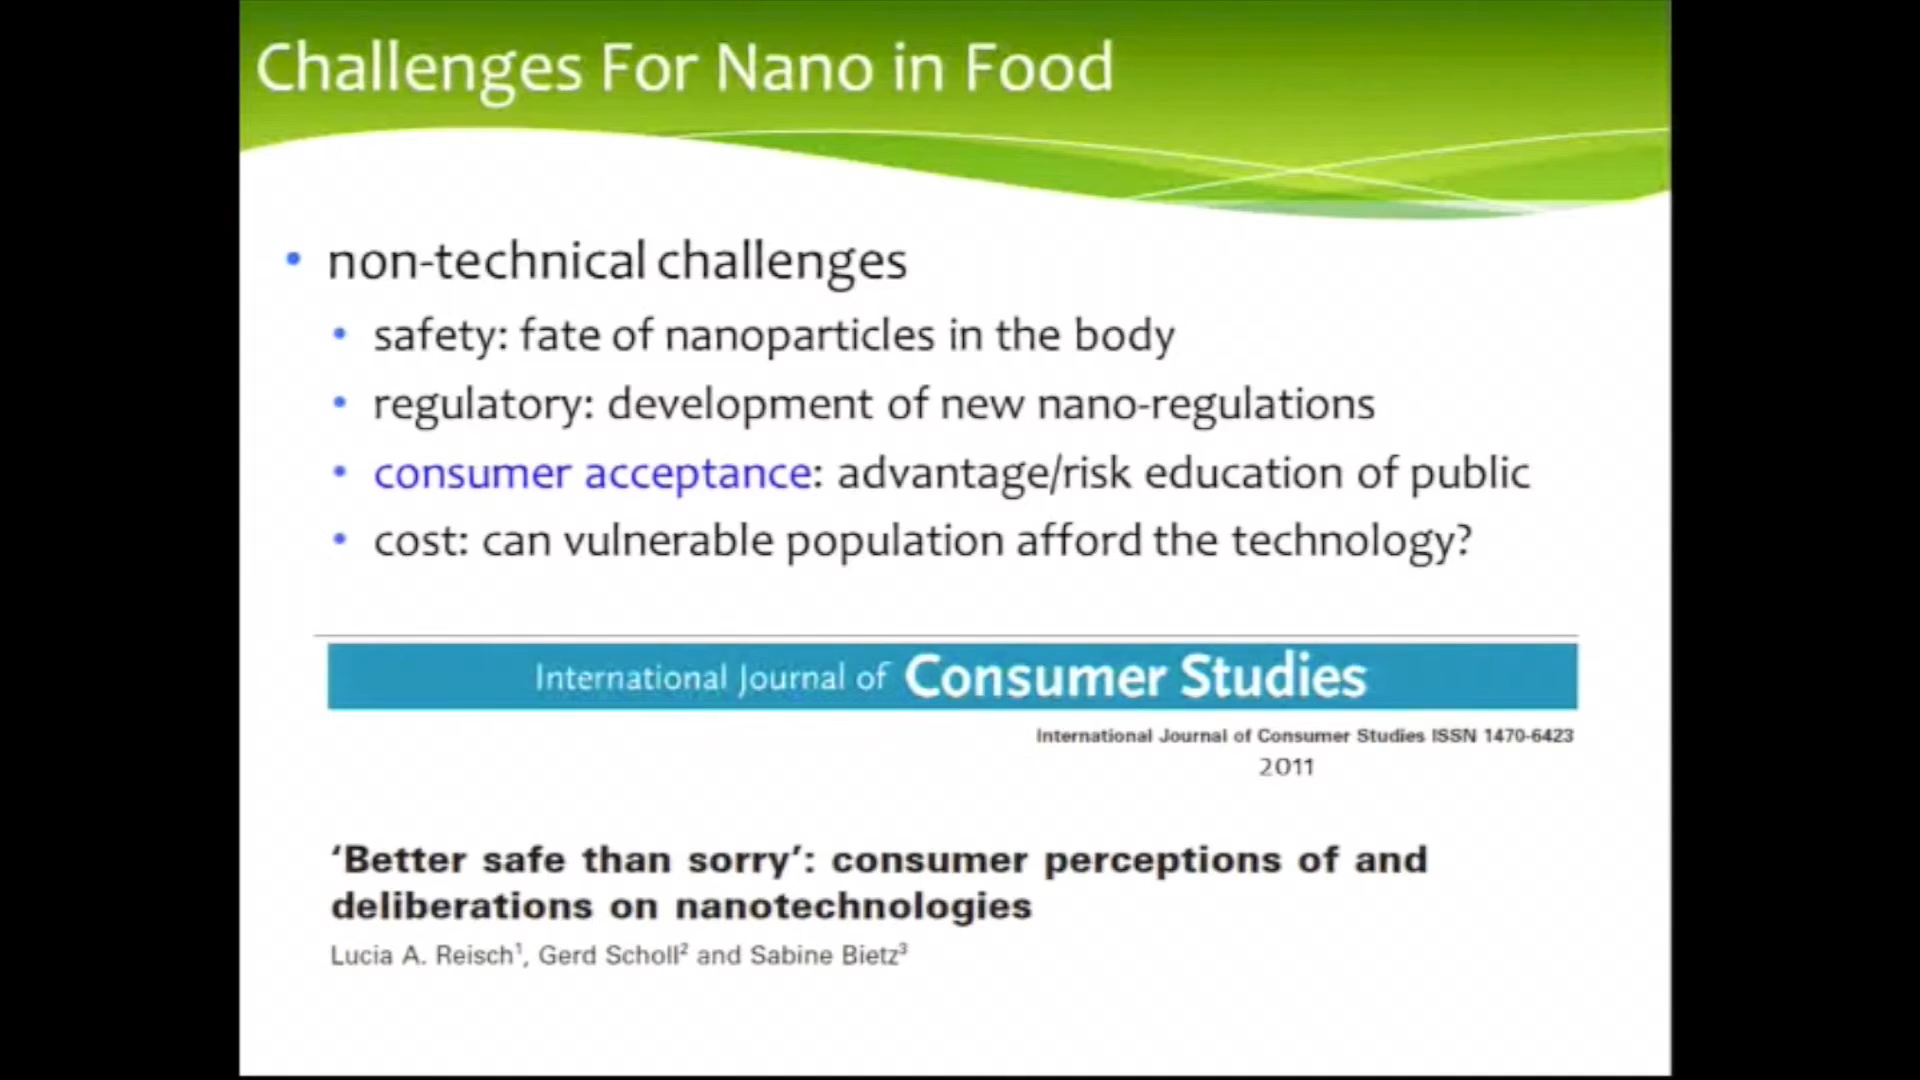 Challenges For Nano in Food
• non-technical challenges
• safety: fate of nanoparticles in the body
• regulatory: development of new nano-regulations
• consumer acceptance: advantage/risk education of public
• cost: can vulnerable population afford the technology?
International Journal of Consumer Studies
International Journal of Consumer Studies ISSN 1470-6423
2011
‘Better safe than sorry’: consumer perceptions of and
deliberations on nanotechnologies
Lucia A. Reisch¹, Gerd Scholl² and Sabine Bietz³